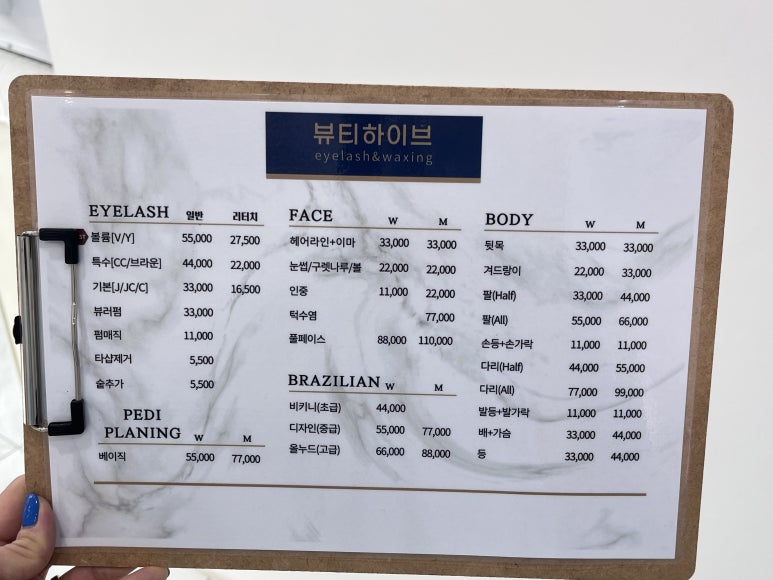 뷰티하이브
eyelash&waxing
EYELASH 일반 리터치
볼륨[V/Y] 55,000 27,500
특수[CC/브라운] 44,000 22,000
기본[J/JC/C] 33,000 16,500
뷰러펌 33,000
펌매직 11,000
타샵제거 5,500
숱추가 5,500
PEDI
PLANING W M
베이직 55,000 77,000
FACE W M
헤어라인+이마 33,000 33,000
눈썹/구렛나루/볼 22,000 22,000
인중 11,000 22,000
턱수염 77,000
풀페이스 88,000 110,000
BRAZILIAN W M
비키니(초급) 44,000
디자인(중급) 55,000 77,000
올누드(고급) 66,000 88,000
BODY W M
뒷목 33,000 33,000
겨드랑이 22,000 33,000
팔(Half) 33,000 44,000
팔(All) 55,000 66,000
손등+손가락 11,000 11,000
다리(Half) 44,000 55,000
다리(All) 77,000 99,000
발등+발가락 11,000 11,000
배+가슴 33,000 44,000
등 33,000 44,000